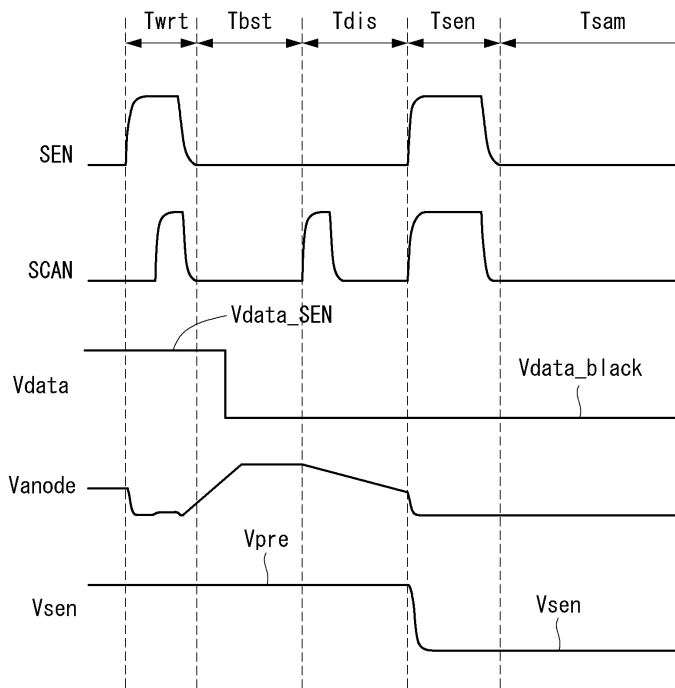 Twrt Tbst Tdis Tsen Tsam
SEN
SCAN
Vdata_SEN
Vdata
Vdata_black
Vanode
Vpre
Vsen
Vsen